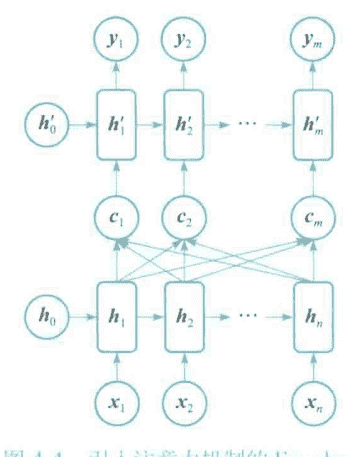 y₁ y₂ yₘ
h′₀ h′₁ h′₂ … h′ₘ
c₁ c₂ cₘ
h₀ h₁ h₂ … hₙ
x₁ x₂ xₙ